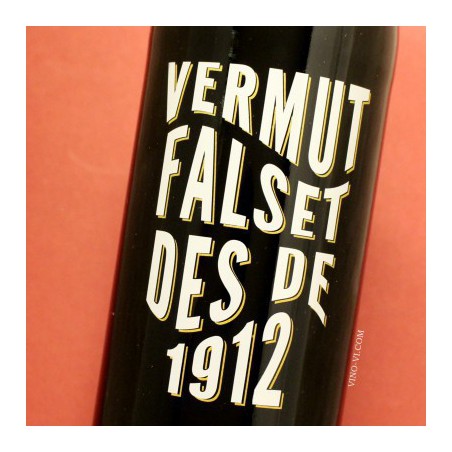 VERMUT
FALSET
DES DE
1912
VINO-VI.COM